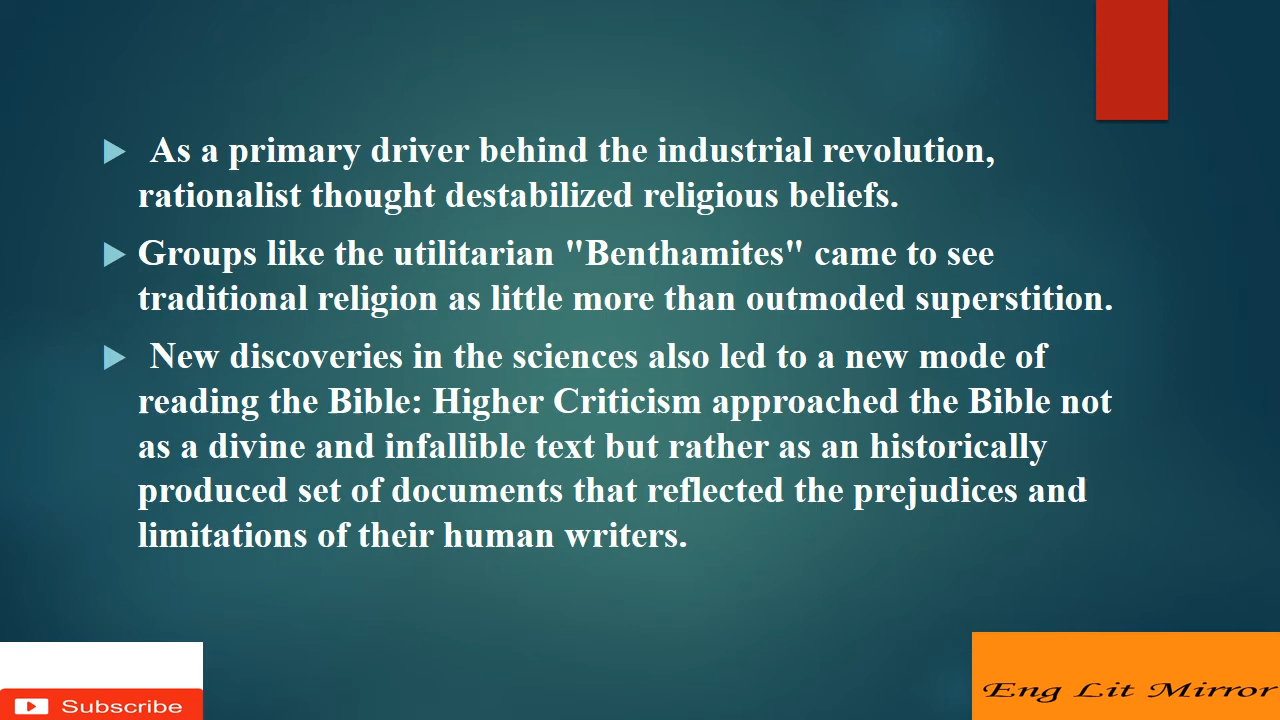 As a primary driver behind the industrial revolution,
rationalist thought destabilized religious beliefs.
Groups like the utilitarian "Benthamites" came to see
traditional religion as little more than outmoded superstition.
New discoveries in the sciences also led to a new mode of
reading the Bible: Higher Criticism approached the Bible not
as a divine and infallible text but rather as an historically
produced set of documents that reflected the prejudices and
limitations of their human writers.
Subscribe
Eng Lit Mirror